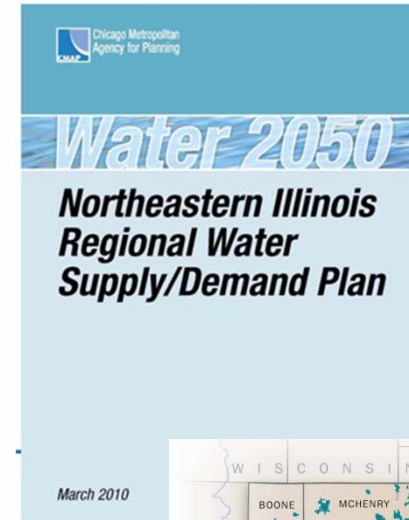 Chicago Metropolitan
Agency for Planning
CMAP
Water 2050
Northeastern Illinois
Regional Water
Supply/Demand Plan
March 2010
WISCONSIN
BOONE
MCHENRY